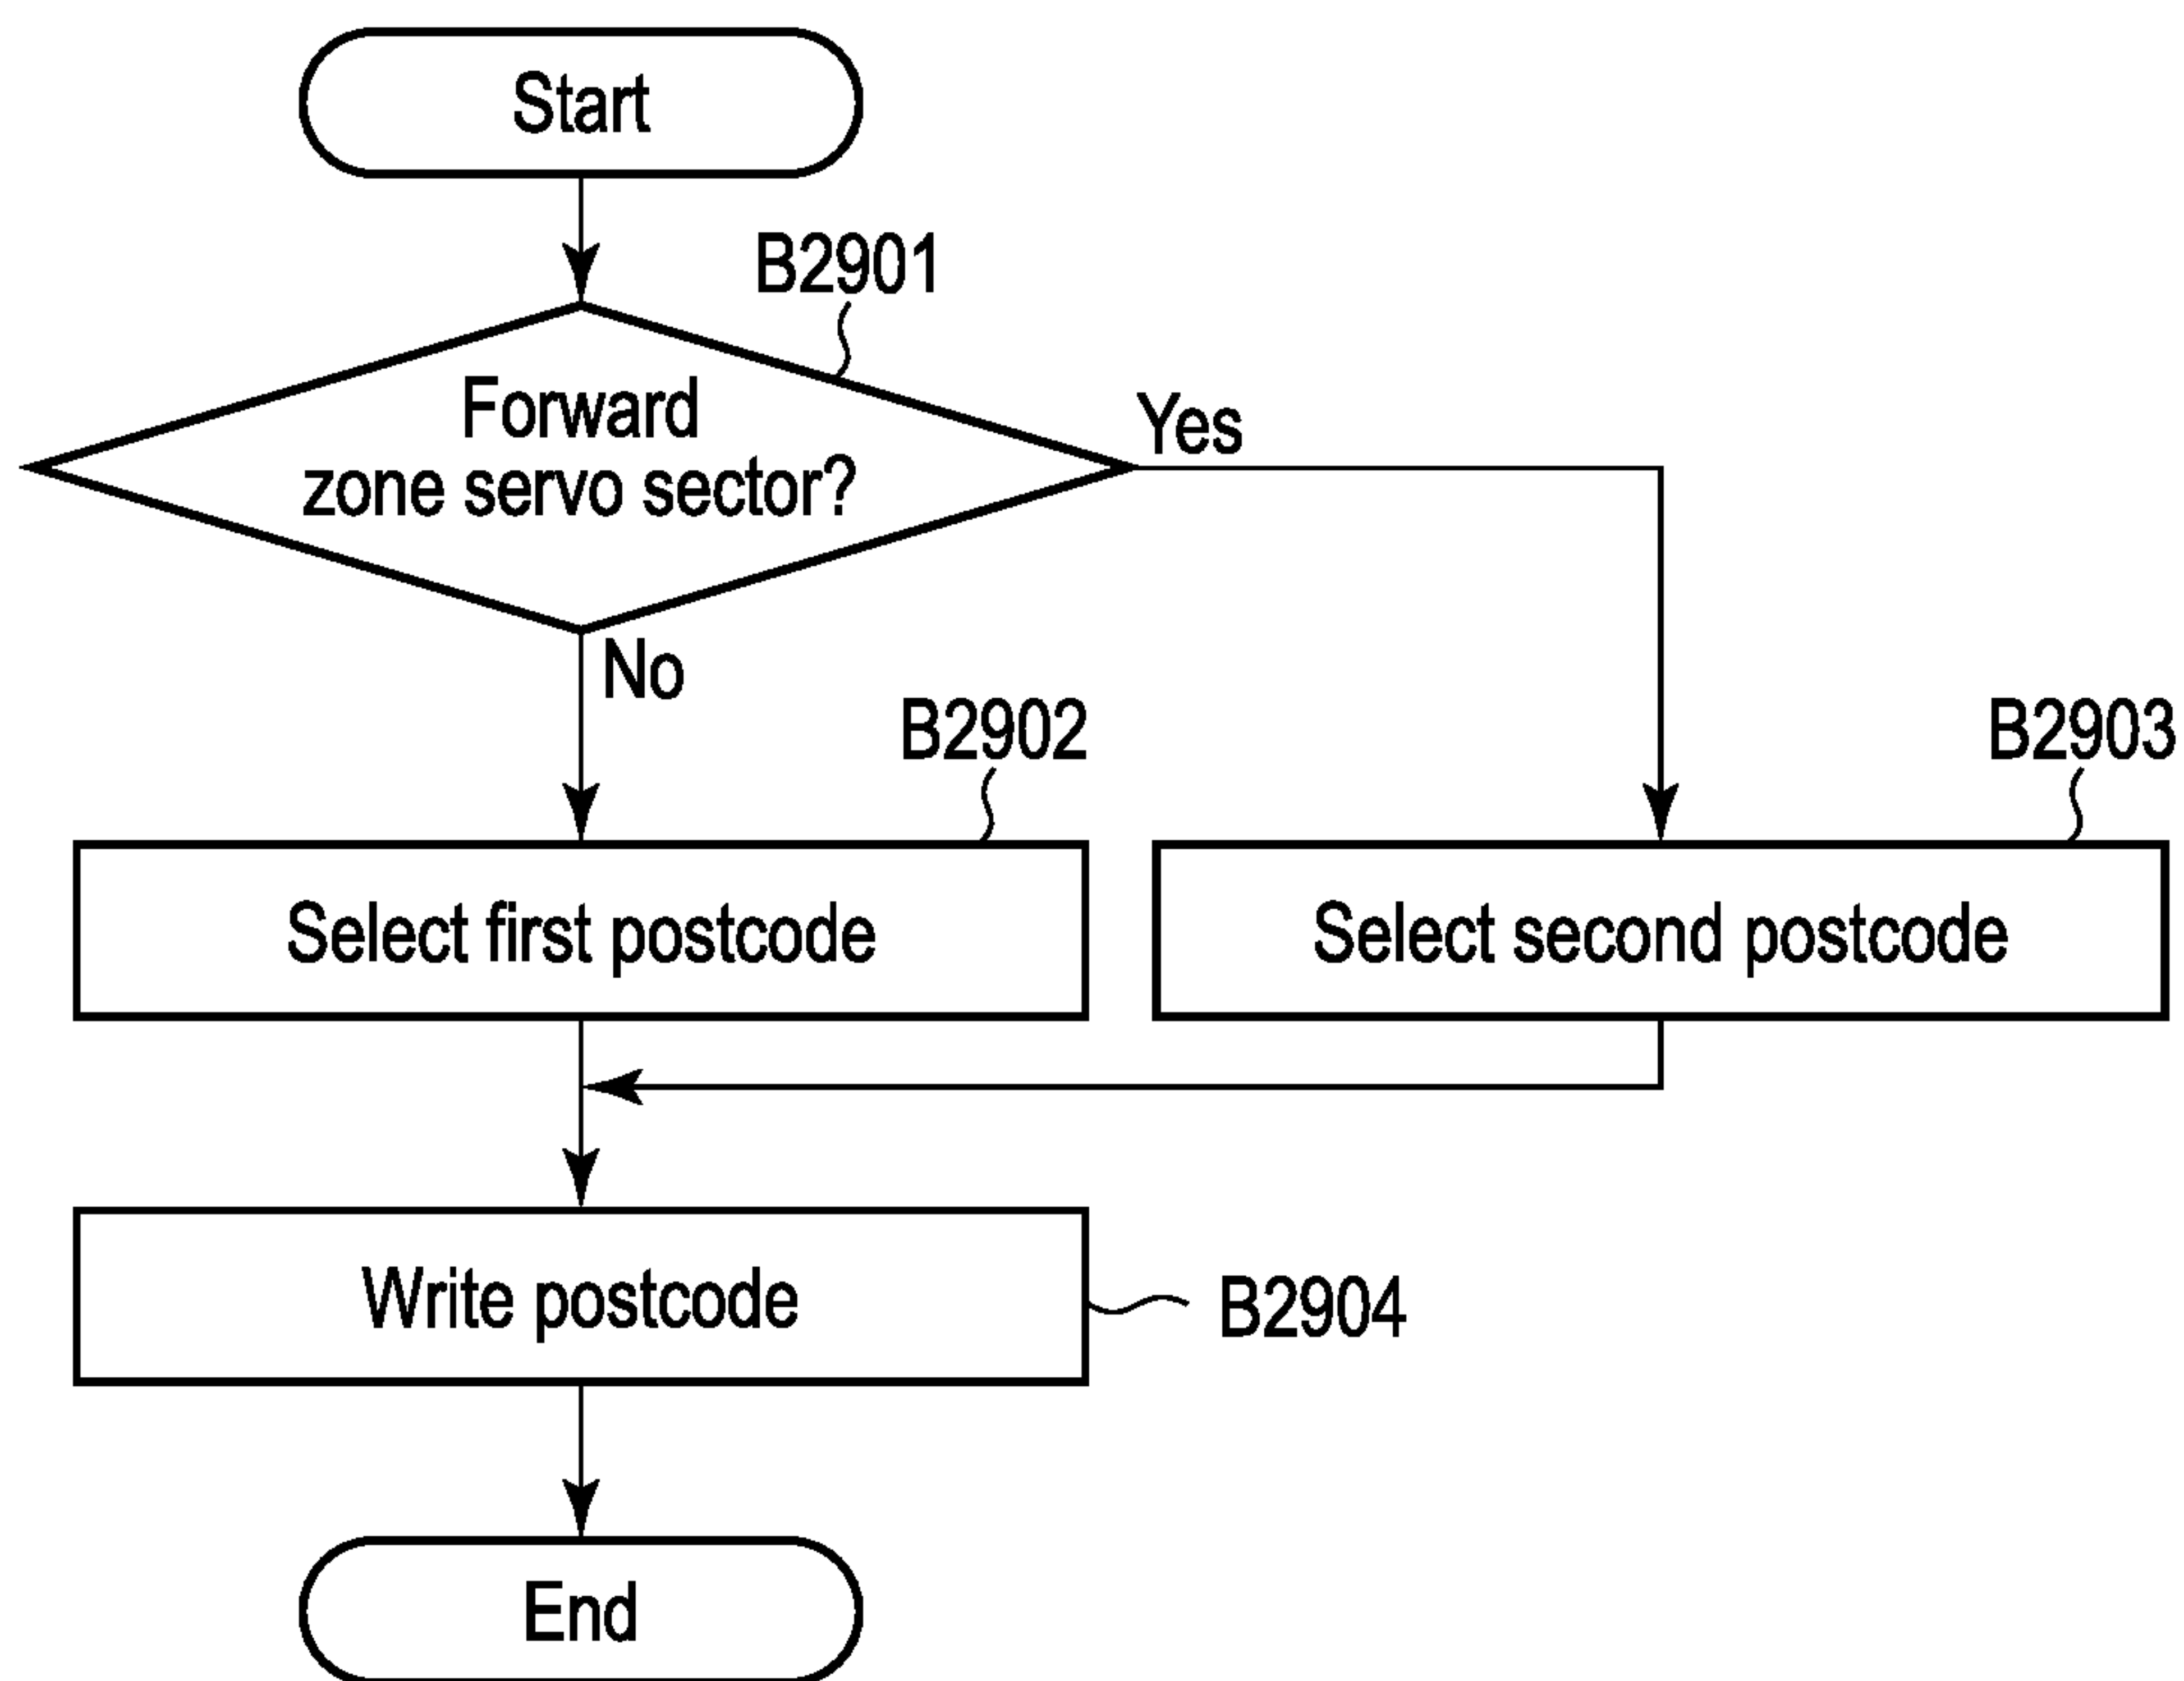 Start
B2901
Forward
zone servo sector?
Yes
No
B2902
B2903
Select first postcode
Select second postcode
Write postcode
B2904
End